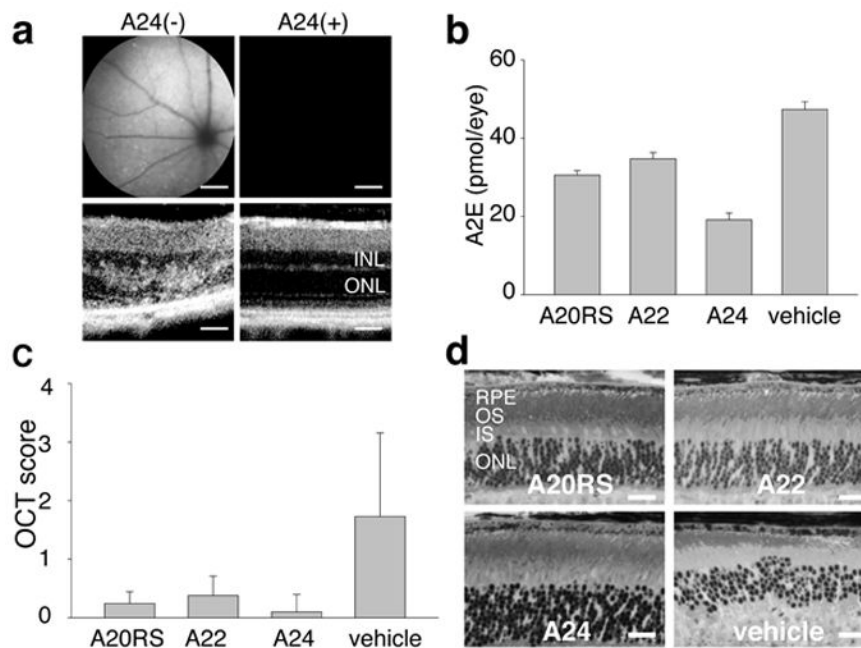 a
A24(-)
A24(+)
INL
ONL
b
A2E (pmol/eye)
60
40
20
0
A20RS
A22
A24
vehicle
c
OCT score
4
3
2
1
0
A20RS
A22
A24
vehicle
d
RPE
OS
IS
ONL
A20RS
A22
A24
vehicle